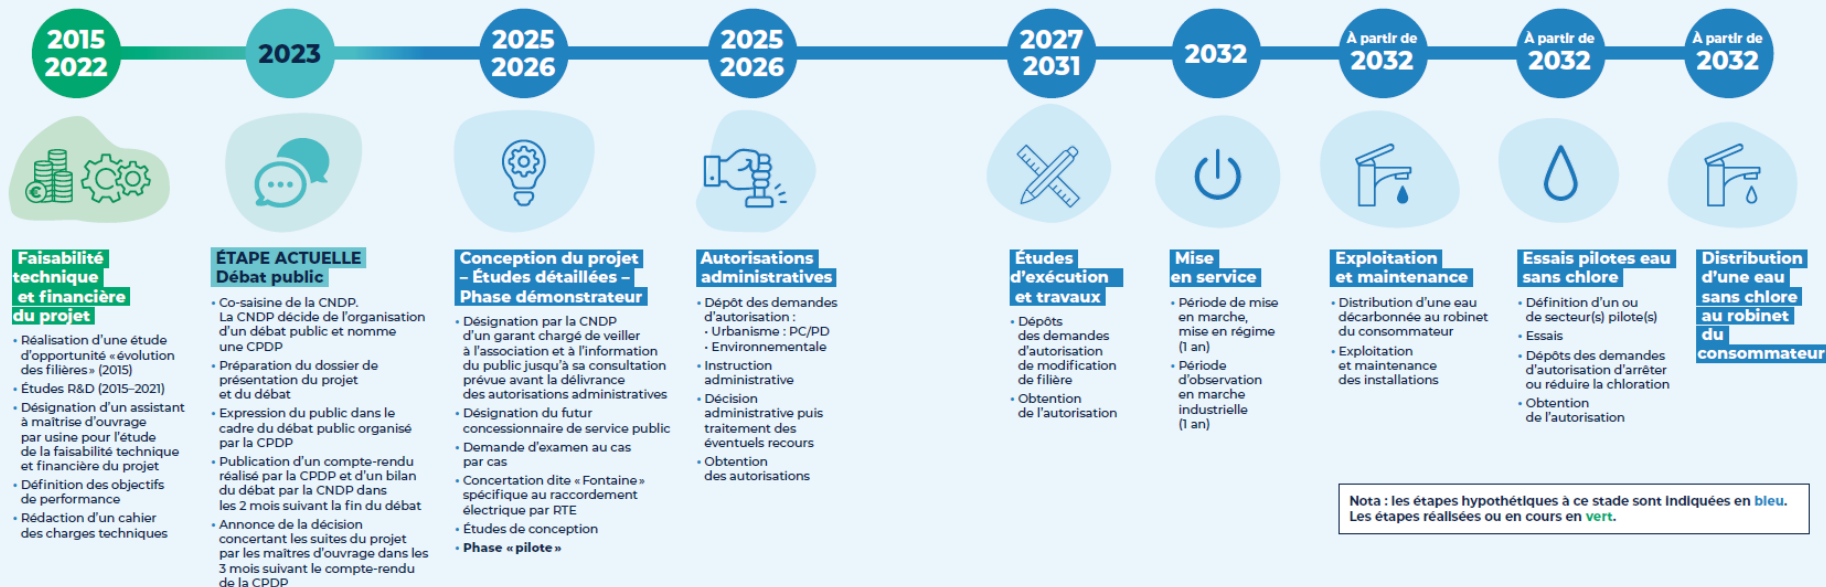 2015
2022
2023
2025
2026
2025
2026
2027
2031
2032
À partir de
2032
À partir de
2032
À partir de
2032
Faisabilité
technique
et financière
du projet
• Réalisation d'une étude
d'opportunité « évolution
des filières » (2015)
• Études R&D (2015–2021)
• Désignation d'un assistant
à maîtrise d'ouvrage
par usine pour l'étude
de la faisabilité technique
et financière du projet
• Définition des objectifs
de performance
• Rédaction d'un cahier
des charges techniques
ÉTAPE ACTUELLE
Débat public
• Co-saisine de la CNDP.
La CNDP décide de l'organisation
d'un débat public et nomme
une CPDP
• Préparation du dossier de
présentation du projet
et du débat
• Expression du public dans le
cadre du débat public organisé
par la CPDP
• Publication d'un compte-rendu
réalisé par la CPDP et d'un bilan
du débat par la CNDP dans
les 2 mois suivant la fin du débat
• Annonce de la décision
concertant les suites du projet
par les maîtres d'ouvrage dans les
3 mois suivant le compte-rendu
de la CPDP
Conception du projet
– Études détaillées –
Phase démonstrateur
• Désignation par la CNDP
d'un garant chargé de veiller
à l'association et à l'information
du public jusqu'à sa consultation
prévue avant la délivrance
des autorisations administratives
• Désignation du futur
concessionnaire de service public
• Demande d'examen au cas
par cas
• Concertation dite « Fontaine »
spécifique au raccordement
électrique par RTE
• Études de conception
• Phase « pilote »
Autorisations
administratives
• Dépôt des demandes
d'autorisation :
• Urbanisme : PC/PD
• Environnementale
• Instruction
administrative
• Décision
administrative puis
traitement des
éventuels recours
• Obtention
des autorisations
Études
d'exécution
et travaux
• Dépôts
des demandes
d'autorisation
de modification
de filière
• Obtention
de l'autorisation
Mise
en service
• Période de mise
en marche,
mise en régime
(1 an)
• Période
d'observation
en marche
industrielle
(1 an)
Exploitation
et maintenance
• Distribution d'une eau
décarbonnée au robinet
du consommateur
• Exploitation
et maintenance
des installations
Essais pilotes eau
sans chlore
• Définition d'un ou
de secteur(s) pilote(s)
• Essais
• Dépôts des demandes
d'autorisation d'arrêter
ou réduire la chloration
• Obtention
de l'autorisation
Distribution
d'une eau
sans chlore
au robinet
du
consommateur
Nota : les étapes hypothétiques à ce stade sont indiquées en bleu.
Les étapes réalisées ou en cours en vert.